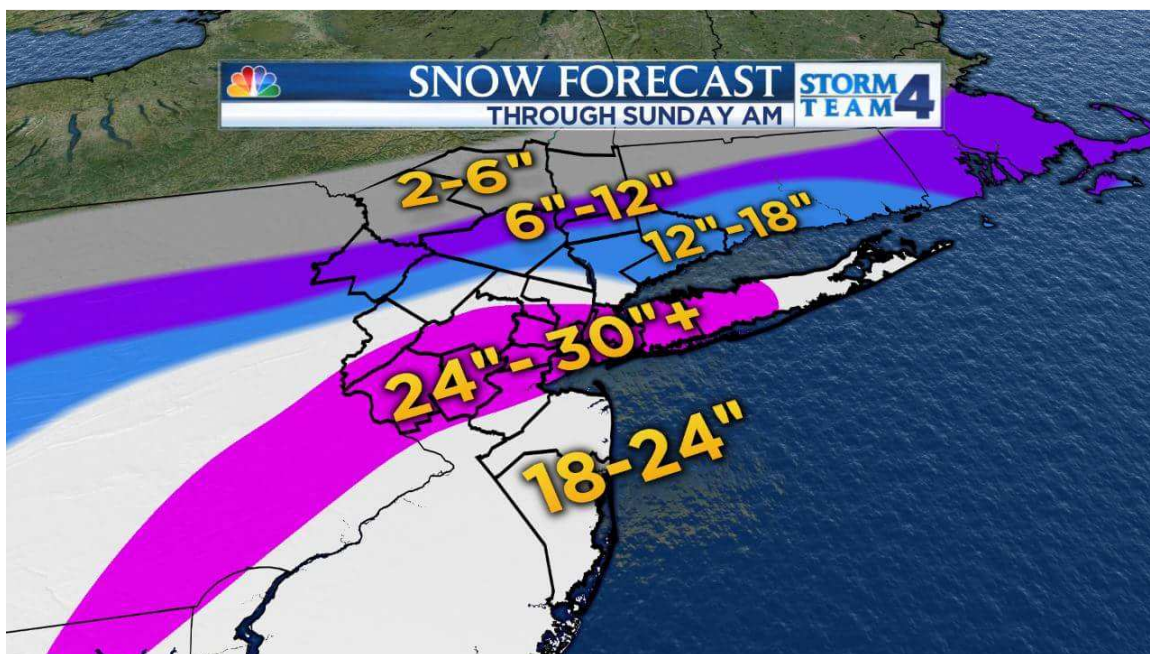 SNOW FORECAST
THROUGH SUNDAY AM
STORM
TEAM 4
2-6"
6"-12"
12"-18"
24"- 30"+
18-24"